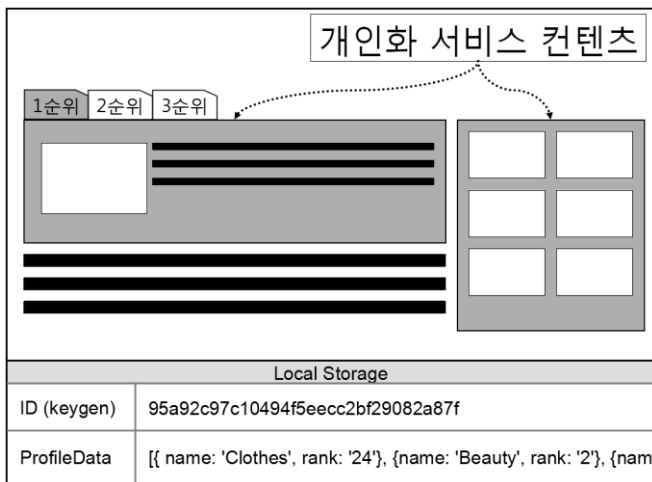 개인화 서비스 컨텐츠
1순위 2순위 3순위
Local Storage
ID (keygen) 95a92c97c10494f5eecc2bf29082a87f
ProfileData [{ name: 'Clothes', rank: '24'}, {name: 'Beauty', rank: '2'}, {nam